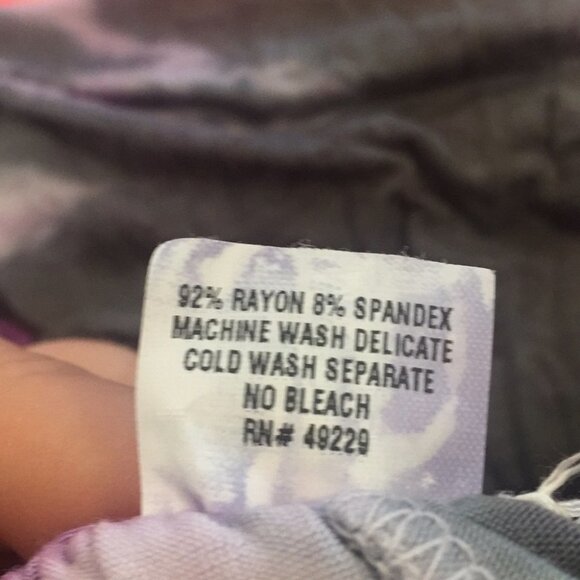 92% RAYON 8% SPANDEX
MACHINE WASH DELICATE
COLD WASH SEPARATE
NO BLEACH
RN# 49229